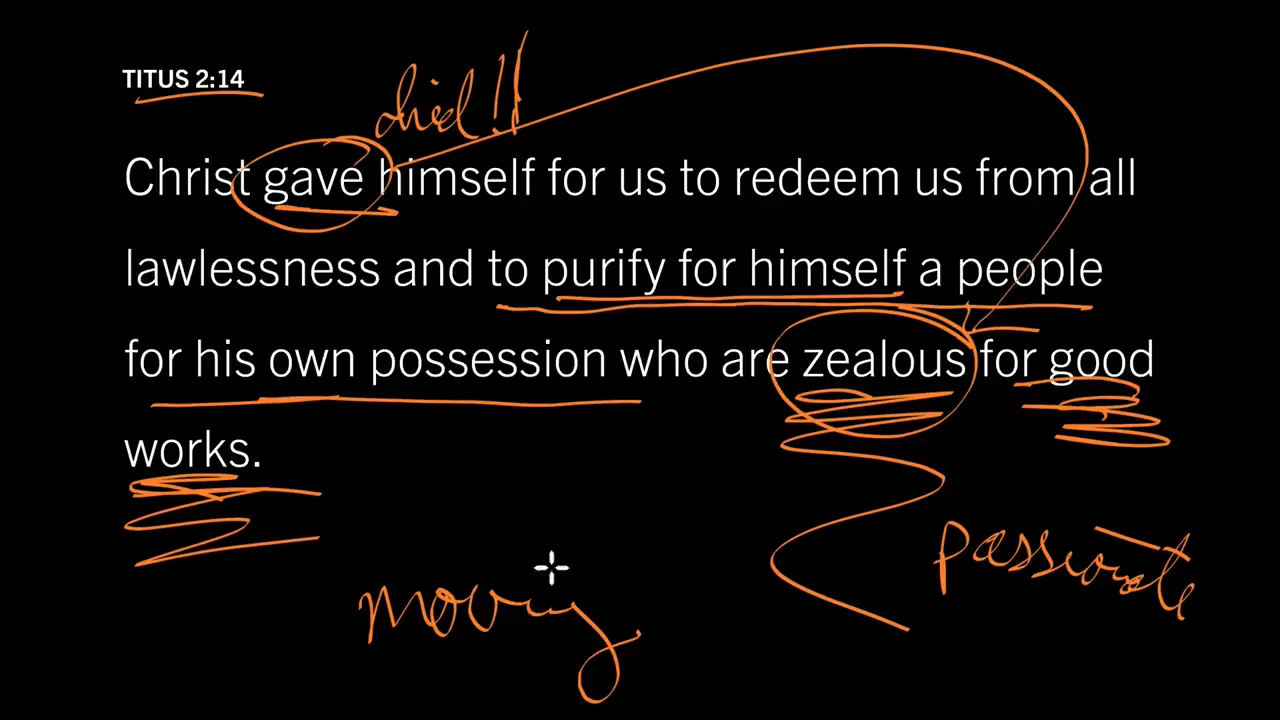 TITUS 2:14
died!!
Christ gave himself for us to redeem us from all
lawlessness and to purify for himself a people
for his own possession who are zealous for good
works.
passionate
moving